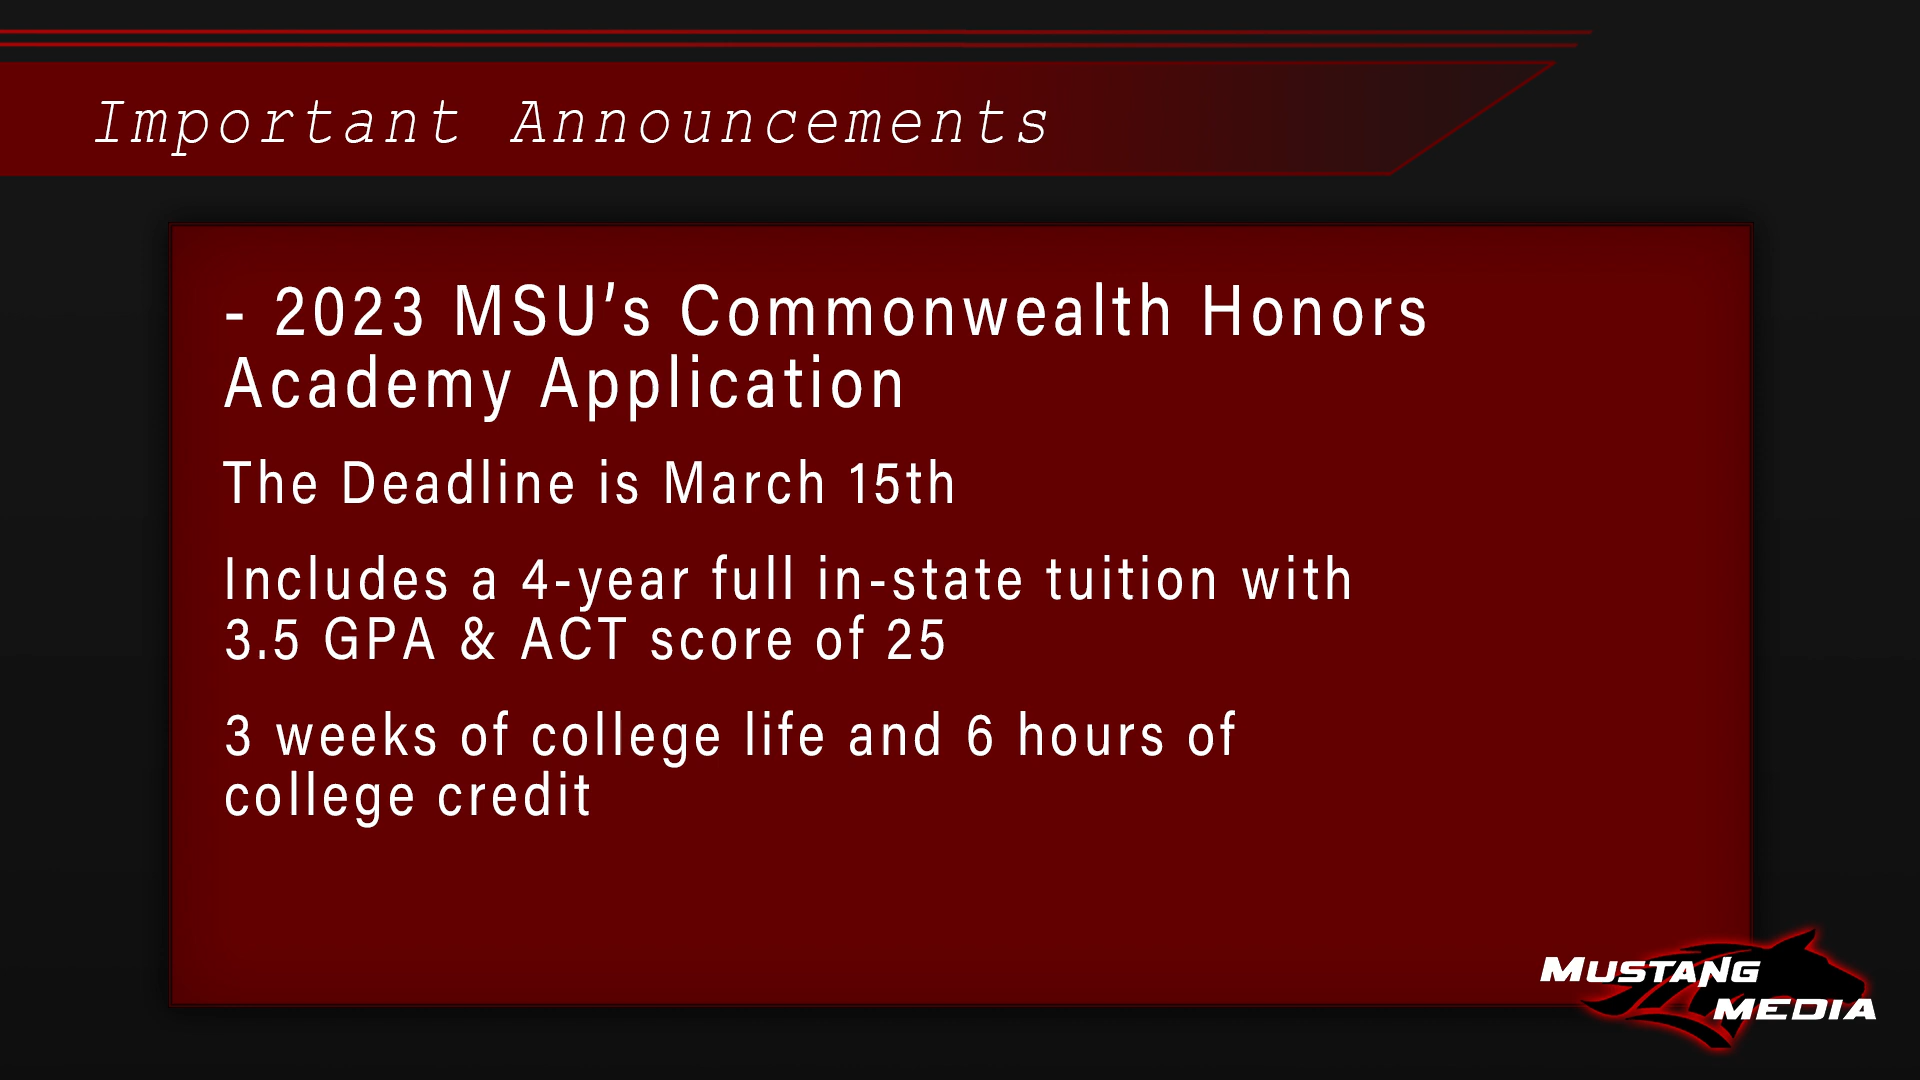 Important Announcements
- 2023 MSU’s Commonwealth Honors
Academy Application
The Deadline is March 15th
Includes a 4-year full in-state tuition with
3.5 GPA & ACT score of 25
3 weeks of college life and 6 hours of
college credit
MUSTANG
MEDIA